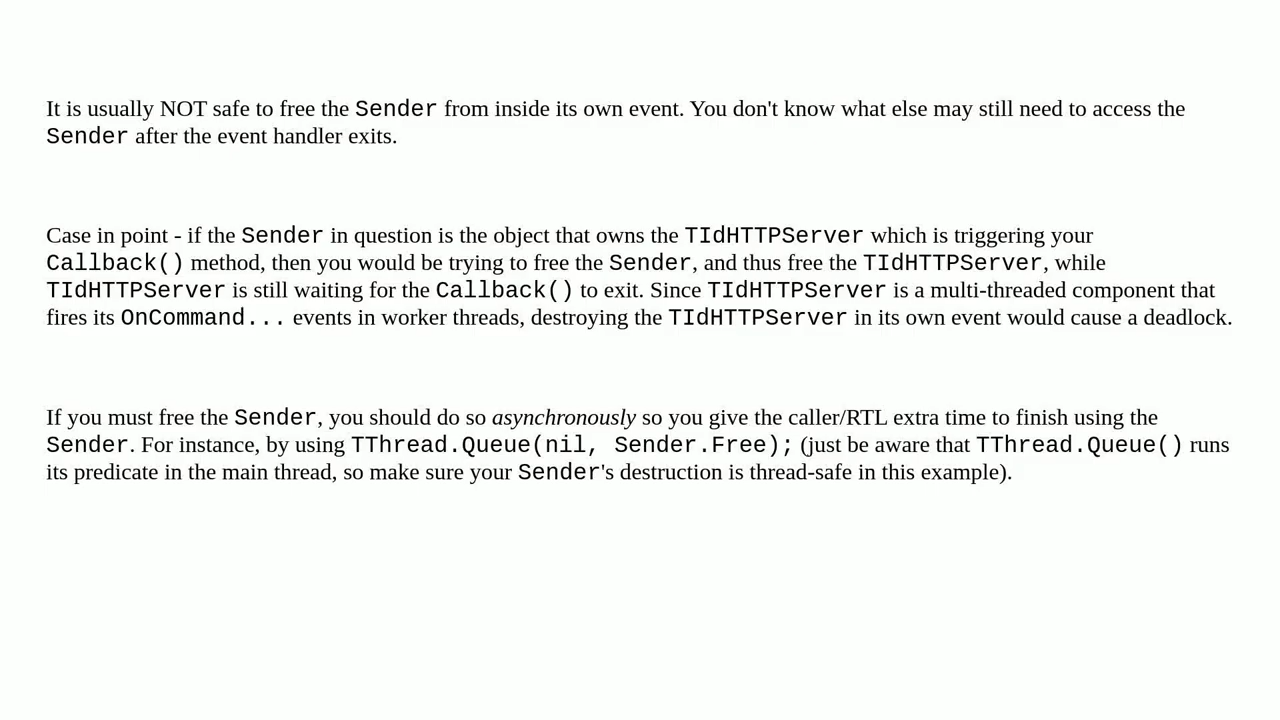 It is usually NOT safe to free the Sender from inside its own event. You don't know what else may still need to access the
Sender after the event handler exits.
Case in point - if the Sender in question is the object that owns the TIdHTTPServer which is triggering your
Callback() method, then you would be trying to free the Sender, and thus free the TIdHTTPServer, while
TIdHTTPServer is still waiting for the Callback() to exit. Since TIdHTTPServer is a multi-threaded component that
fires its OnCommand... events in worker threads, destroying the TIdHTTPServer in its own event would cause a deadlock.
If you must free the Sender, you should do so asynchronously so you give the caller/RTL extra time to finish using the
Sender. For instance, by using TThread.Queue(nil, Sender.Free); (just be aware that TThread.Queue() runs
its predicate in the main thread, so make sure your Sender's destruction is thread-safe in this example).